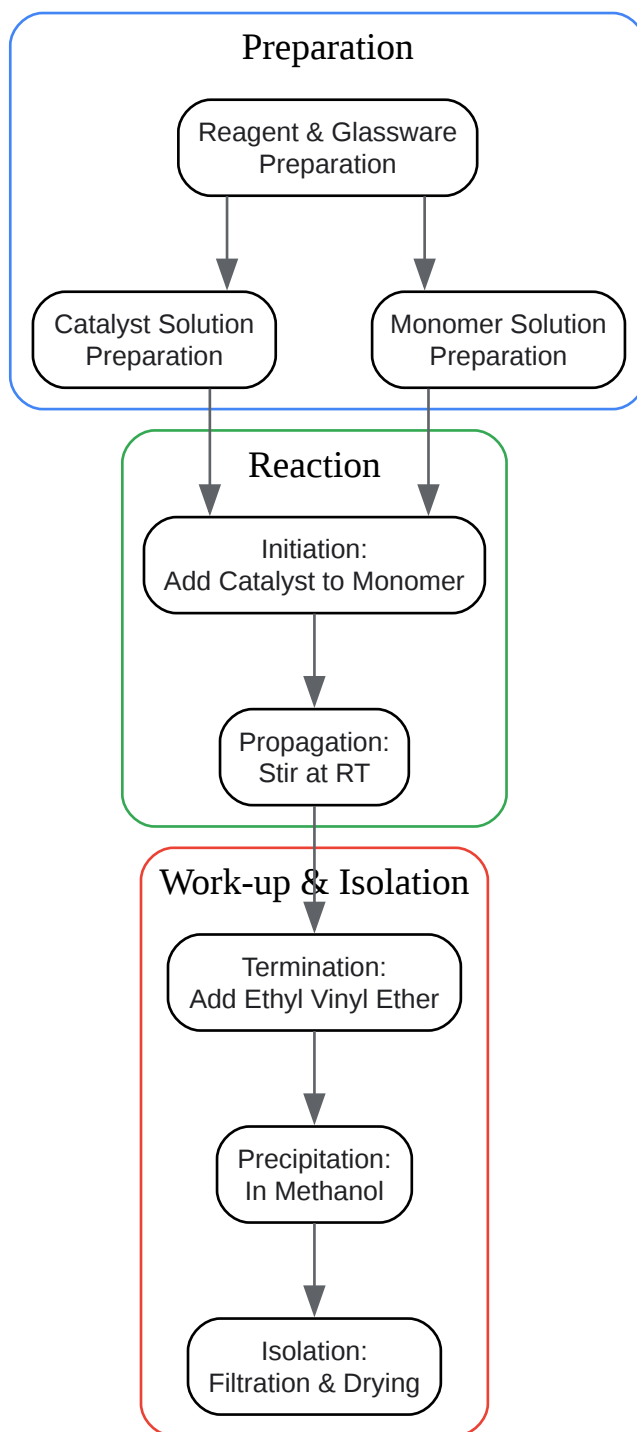 Preparation
Reagent & Glassware
Preparation
Catalyst Solution
Preparation
Monomer Solution
Preparation
Reaction
Initiation:
Add Catalyst to Monomer
Propagation:
Stir at RT
Work-up & Isolation
Termination:
Add Ethyl Vinyl Ether
Precipitation:
In Methanol
Isolation:
Filtration & Drying